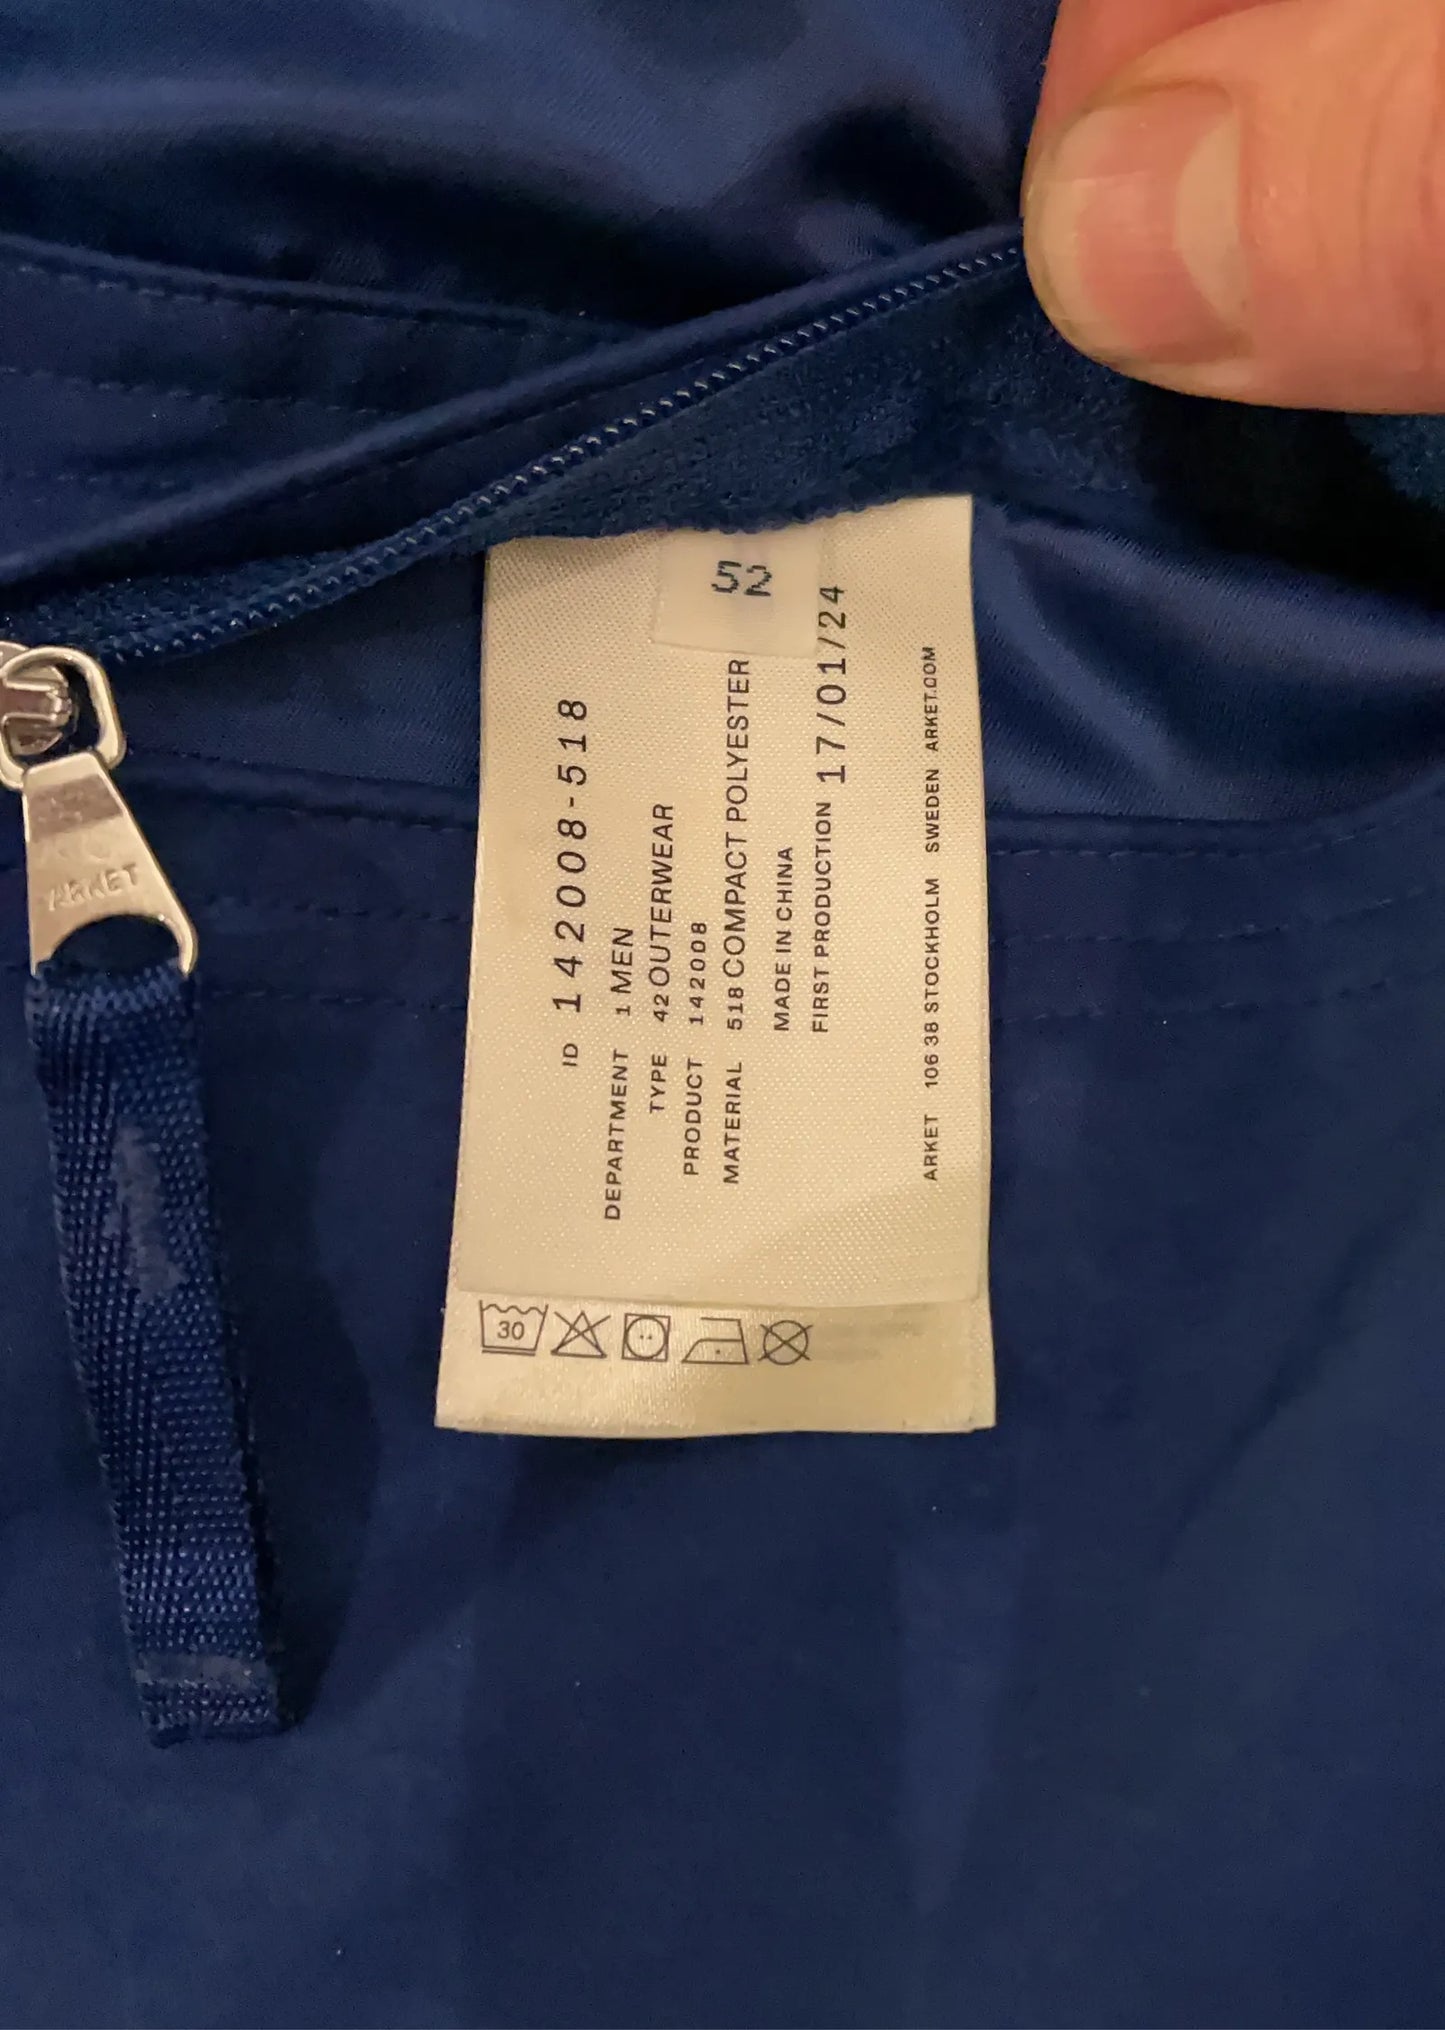 52
ID 142008-518
DEPARTMENT 1 MEN
TYPE 42 OUTERWEAR
PRODUCT 142008
MATERIAL 518 COMPACT POLYESTER
MADE IN CHINA
FIRST PRODUCTION 17/01/24
ARKET 106 38 STOCKHOLM SWEDEN ARKET.COM
30
ARKET